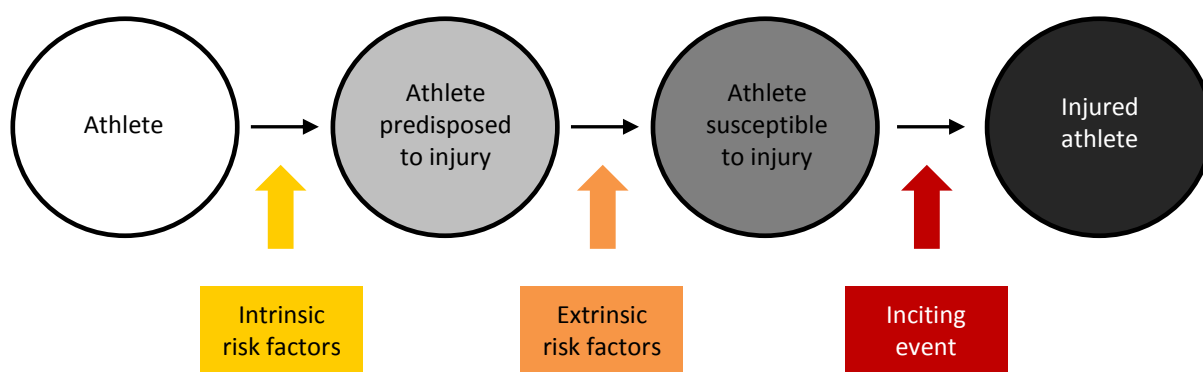 Athlete
Athlete
predisposed
to injury
Athlete
susceptible
to injury
Injured
athlete
Intrinsic
risk factors
Extrinsic
risk factors
Inciting
event